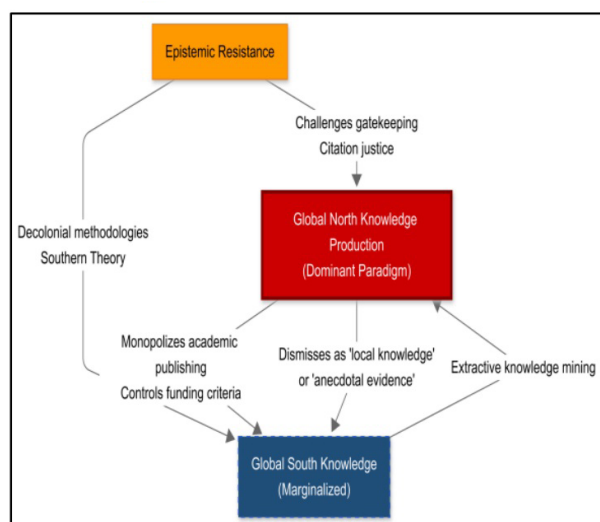 Epistemic Resistance
Challenges gatekeeping
Citation justice
Decolonial methodologies
Southern Theory
Global North Knowledge
Production
(Dominant Paradigm)
Monopolizes academic
publishing
Controls funding criteria
Dismisses as 'local knowledge'
or 'anecdotal evidence'
Extractive knowledge mining
Global South Knowledge
(Marginalized)